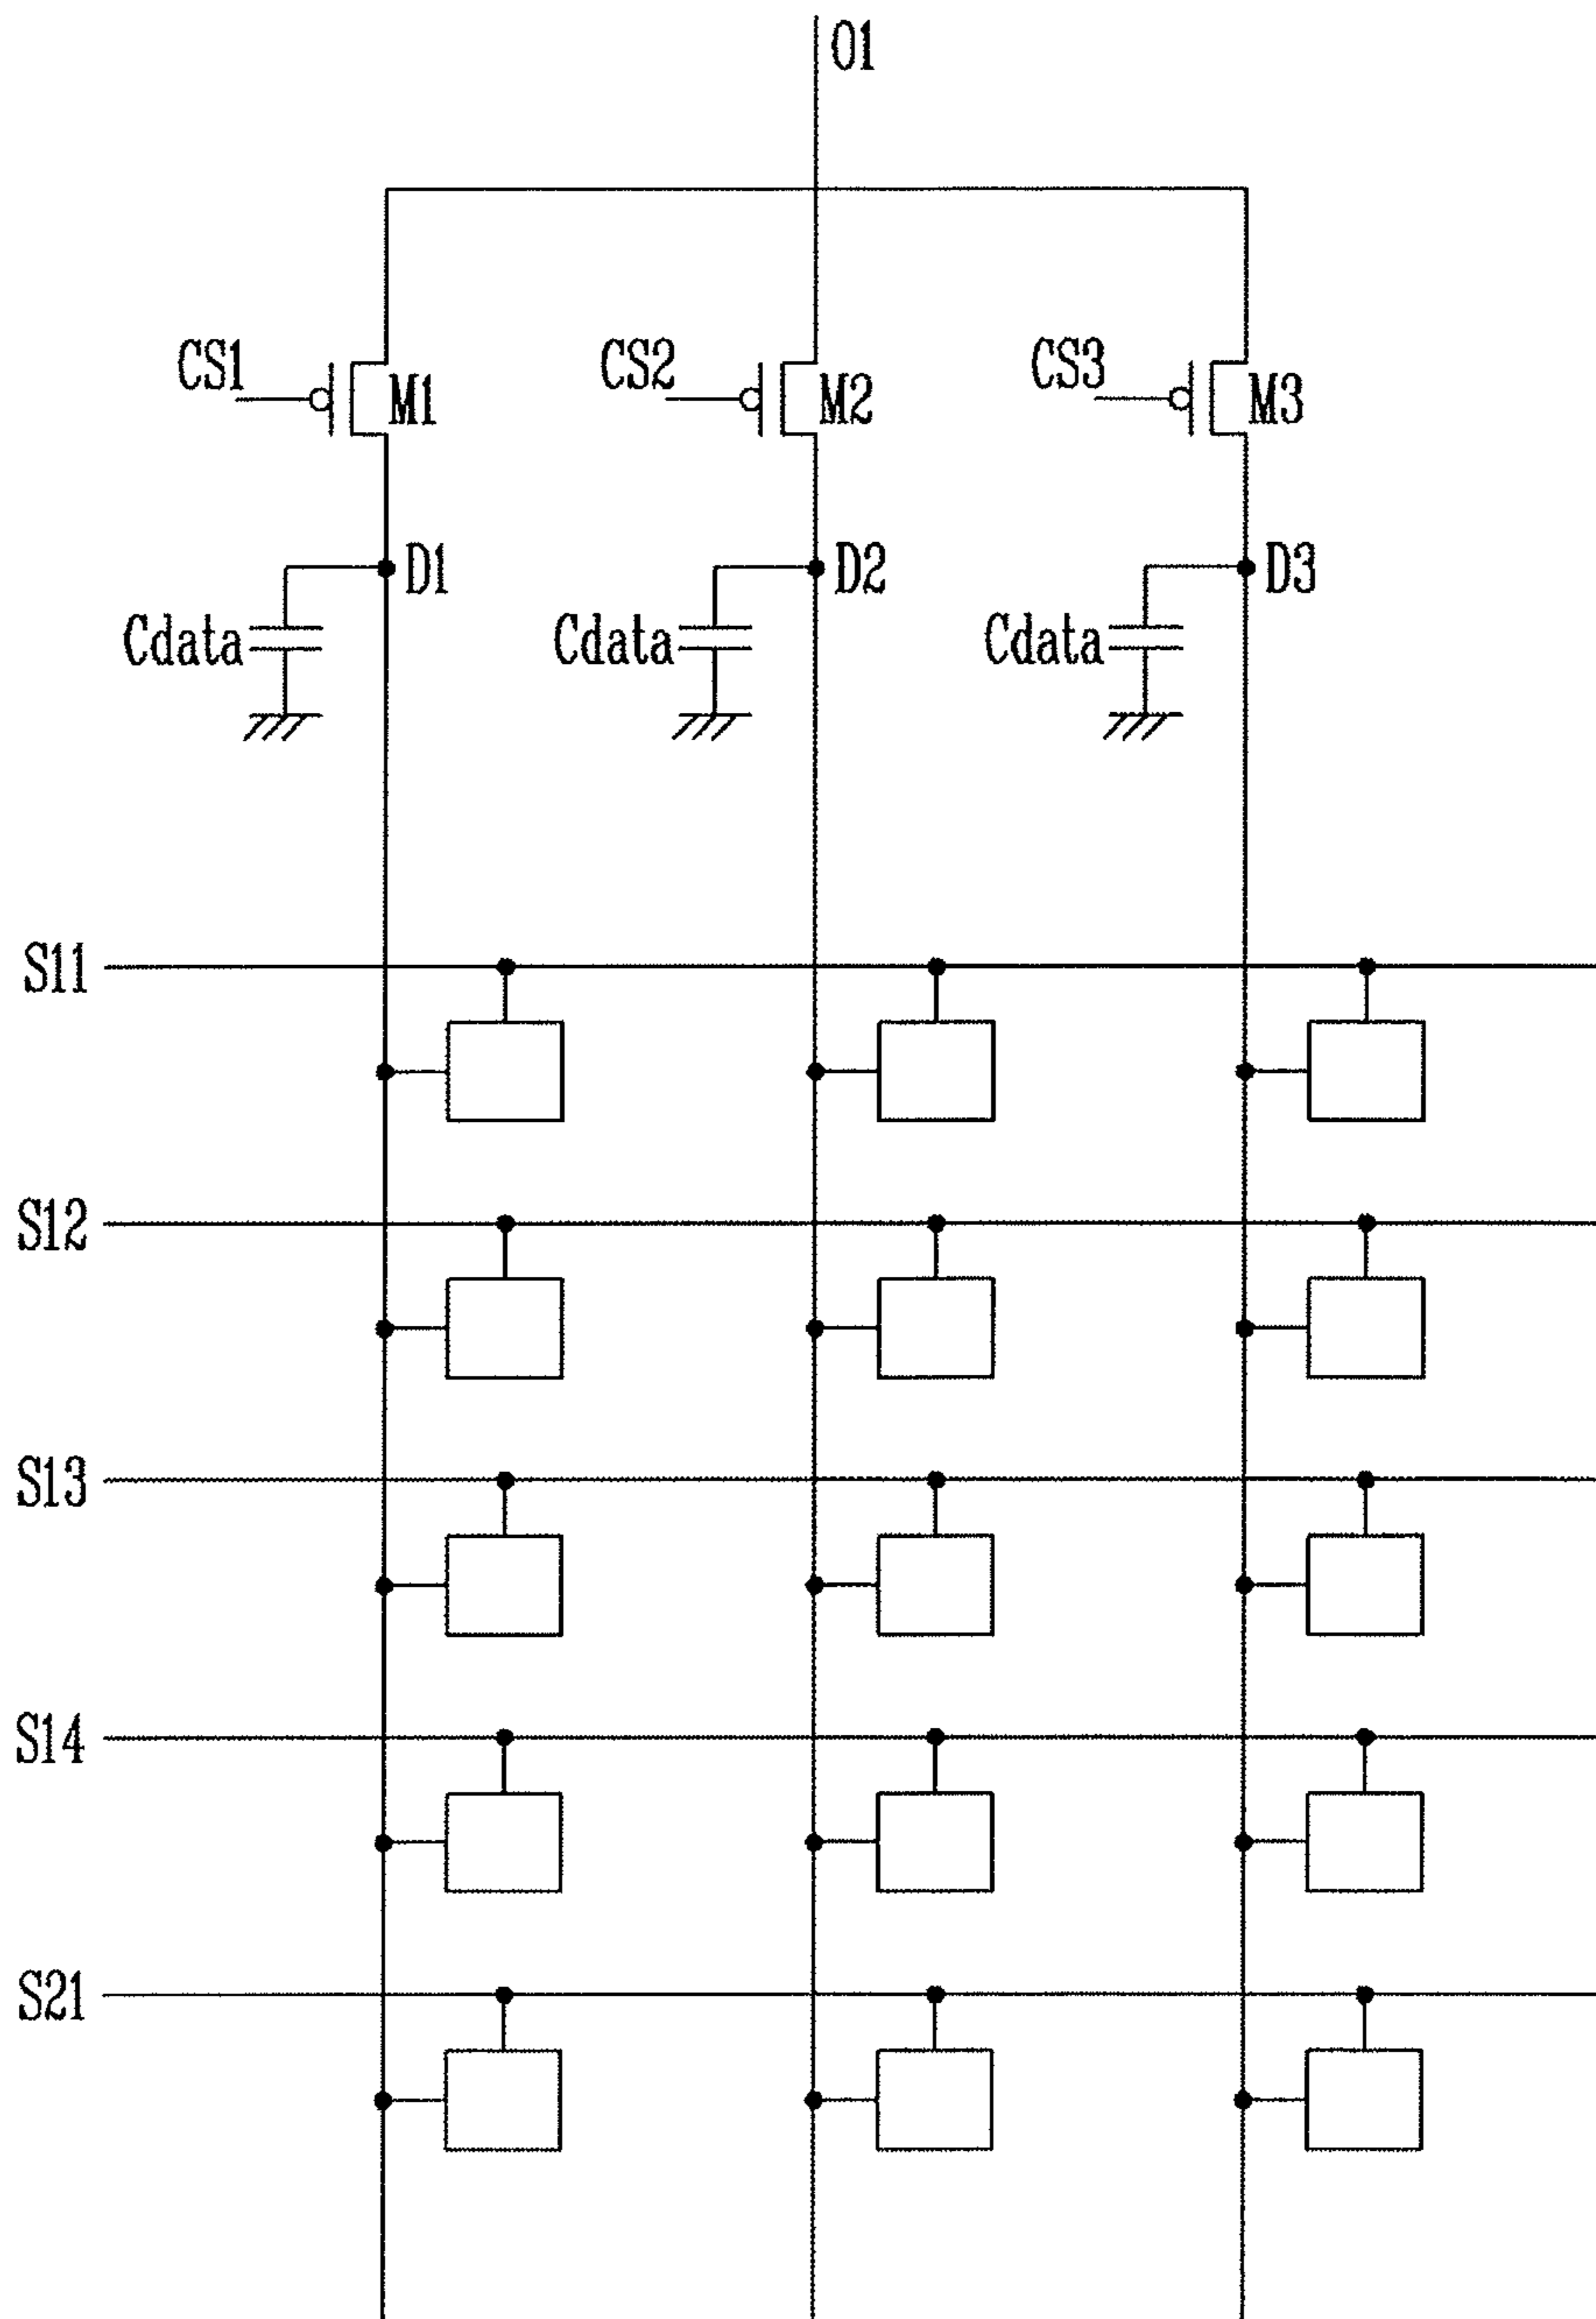 O1
CS1 M1 CS2 M2 CS3 M3
D1 D2 D3
Cdata Cdata Cdata
S11
S12
S13
S14
S21